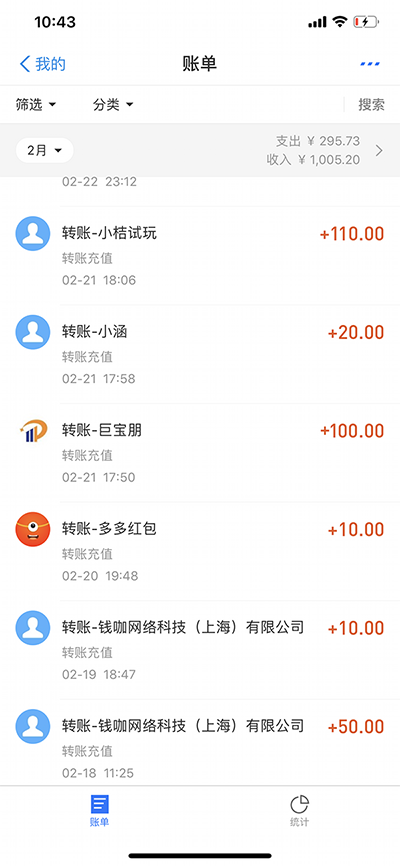 10:43
我的
账单
筛选 分类 搜索
2月
支出 ¥ 295.73
收入 ¥ 1,005.20
02-22 23:12
转账-小桔试玩 +110.00
转账充值
02-21 18:06
转账-小涵 +20.00
转账充值
02-21 17:58
转账-巨宝朋 +100.00
转账充值
02-21 17:50
转账-多多红包 +10.00
转账充值
02-20 19:48
转账-钱咖网络科技（上海）有限公司 +10.00
转账充值
02-19 18:47
转账-钱咖网络科技（上海）有限公司 +50.00
转账充值
02-18 11:25
账单 统计